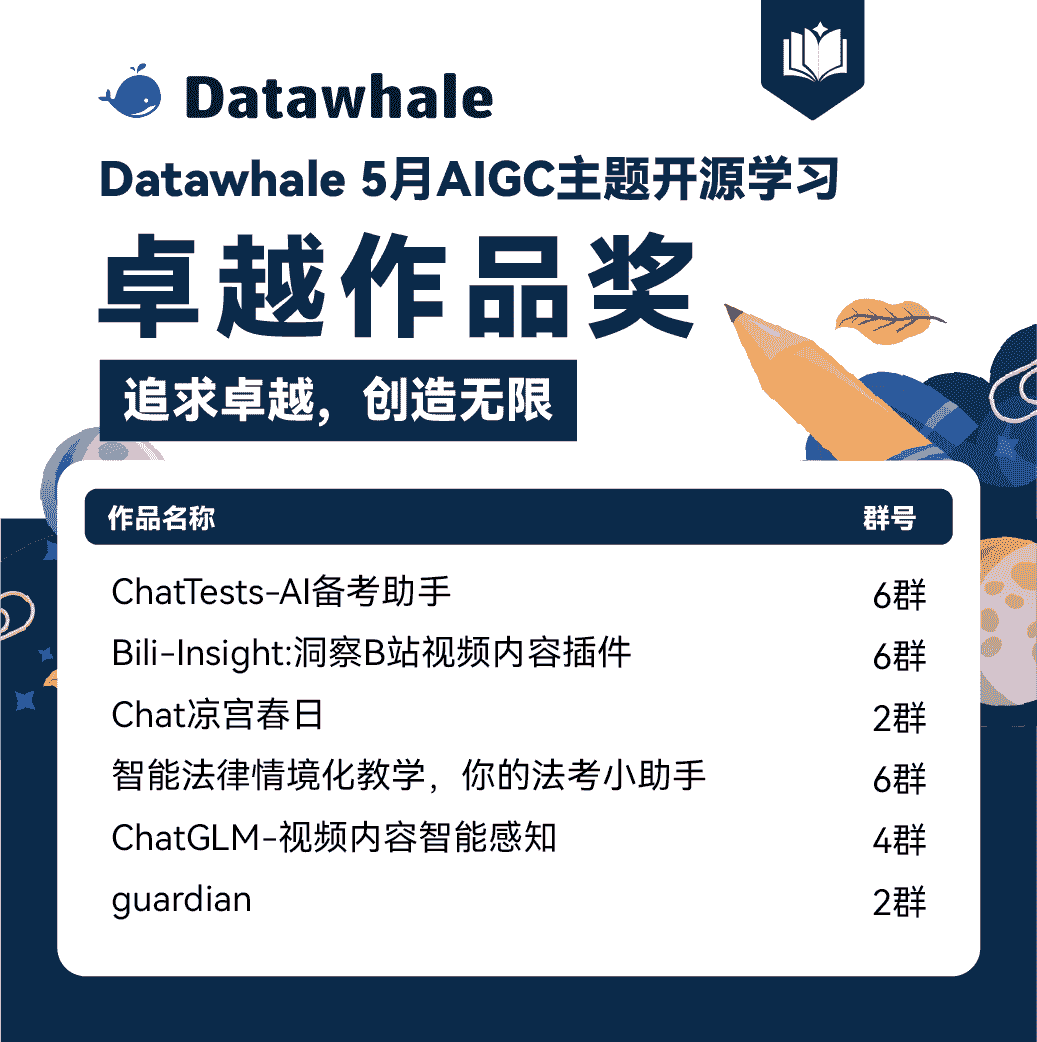 Datawhale
Datawhale 5月AIGC主题开源学习
卓越作品奖
追求卓越，创造无限
作品名称 群号
ChatTests-AI备考助手 6群
Bili-Insight:洞察B站视频内容插件 6群
Chat凉宫春日 2群
智能法律情境化教学，你的法考小助手 6群
ChatGLM-视频内容智能感知 4群
guardian 2群